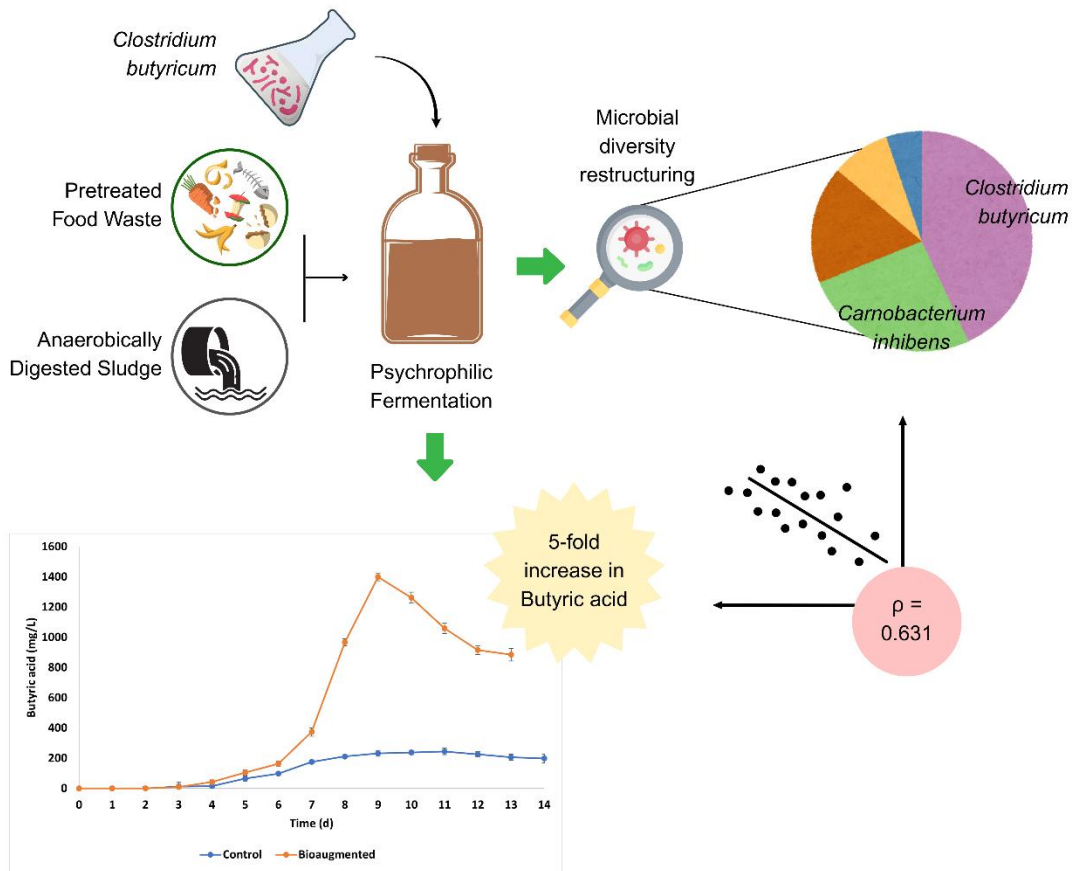 Clostridium
butyricum
Pretreated
Food Waste
Anaerobically
Digested Sludge
Psychrophilic
Fermentation
Microbial
diversity
restructuring
Clostridium
butyricum
Carnobacterium
inhibens
5-fold
increase in
Butyric acid
ρ =
0.631
Butyric acid (mg/L)
1600
1400
1200
1000
800
600
400
200
0
0 1 2 3 4 5 6 7 8 9 10 11 12 13 14
Time (d)
Control Bioaugmented